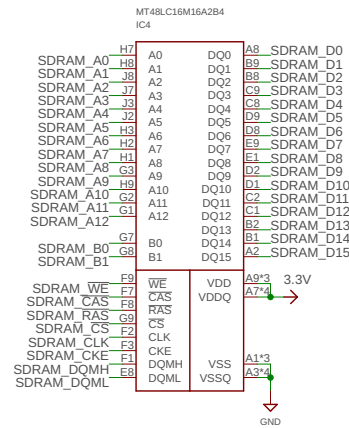 MT48LC16M16A2B4
IC4
SDRAM_A0 H7 A0 DQ0 A8 SDRAM_D0
SDRAM_A1 H8 A1 DQ1 B9 SDRAM_D1
SDRAM_A2 J8 A2 DQ2 B8 SDRAM_D2
SDRAM_A3 J7 A3 DQ3 C9 SDRAM_D3
SDRAM_A4 J3 A4 DQ4 C8 SDRAM_D4
SDRAM_A5 J2 A5 DQ5 D9 SDRAM_D5
SDRAM_A6 H3 A6 DQ6 D8 SDRAM_D6
SDRAM_A7 H2 A7 DQ7 E9 SDRAM_D7
SDRAM_A8 H1 A8 DQ8 E1 SDRAM_D8
SDRAM_A9 G3 A9 DQ9 D2 SDRAM_D9
SDRAM_A10 H9 A10 DQ10 D1 SDRAM_D10
SDRAM_A11 G2 A11 DQ11 C2 SDRAM_D11
SDRAM_A12 G1 A12 DQ12 C1 SDRAM_D12
DQ13 B2 SDRAM_D13
SDRAM_B0 G7 B0 DQ14 B1 SDRAM_D14
SDRAM_B1 G8 B1 DQ15 A2 SDRAM_D15
SDRAM_WE F9 WE VDD A9*3 3.3V
SDRAM_CAS F7 CAS VDDQ A7*4
SDRAM_RAS F8 RAS
SDRAM_CS G9 CS
SDRAM_CLK F2 CLK
SDRAM_CKE F3 CKE
SDRAM_DQMH F1 DQMH VSS A1*3
SDRAM_DQML E8 DQML VSSQ A3*4
GND